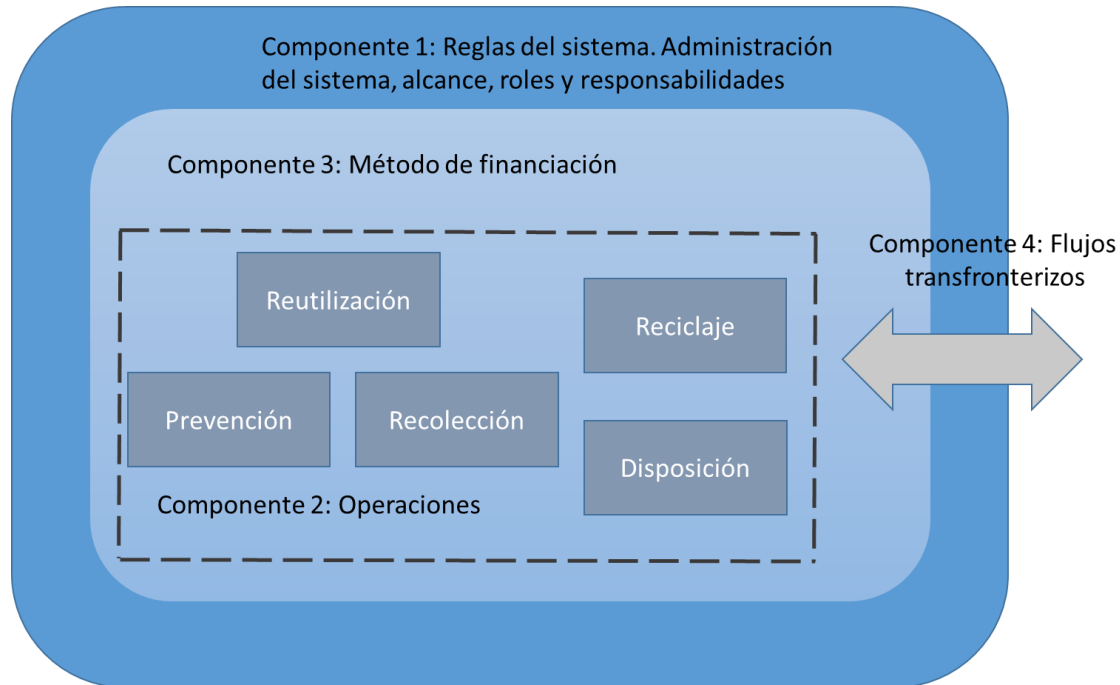 Componente 1: Reglas del sistema. Administración
del sistema, alcance, roles y responsabilidades
Componente 3: Método de financiación
Componente 4: Flujos
transfronterizos
Reutilización
Reciclaje
Prevención
Recolección
Disposición
Componente 2: Operaciones